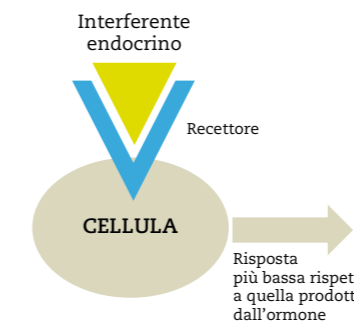 Interferente
endocrino
Recettore
CELLULA
Risposta
più bassa rispet
a quella prodott
dall'ormone